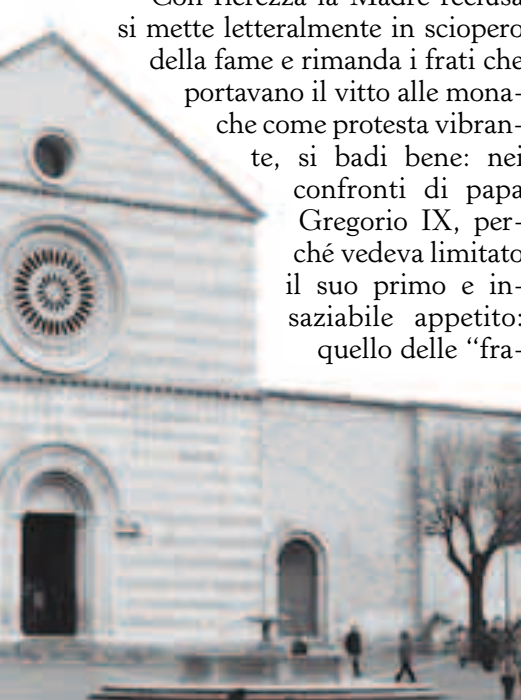 Con fierezza la Madre reclusa
si mette letteralmente in sciopero
della fame e rimanda i frati che
portavano il vitto alle mona-
che come protesta vibran-
te, si badi bene: nei
confronti di papa
Gregorio IX, per-
ché vedeva limitato
il suo primo e in-
saziabile appetito:
quello delle “fra-